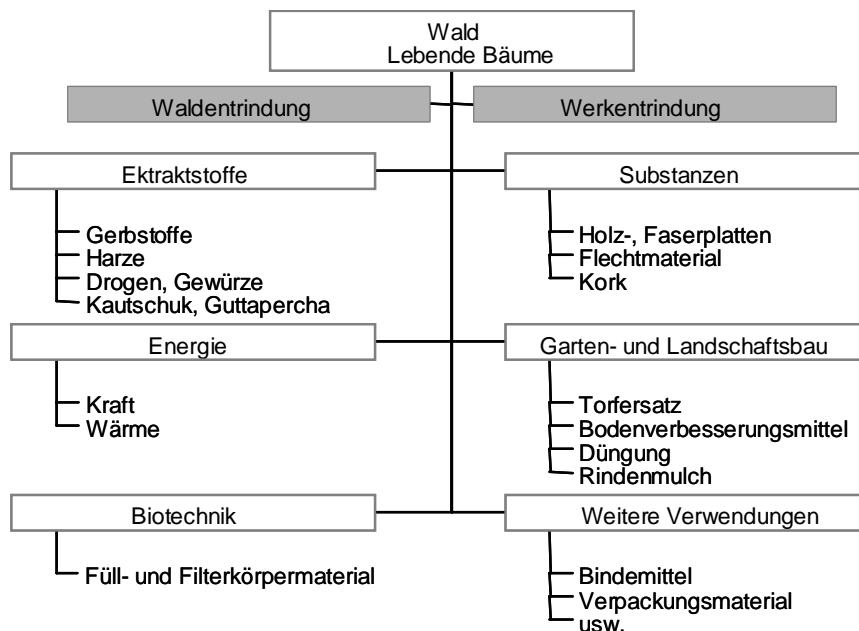 Wald
Lebende Bäume
Waldentrindung
Werkentrindung
Ektraktstoffe
Gerbstoffe
Harze
Drogen, Gewürze
Kautschuk, Guttapercha
Substanzen
Holz-, Faserplatten
Flechtmaterial
Kork
Energie
Kraft
Wärme
Garten- und Landschaftsbau
Torfersatz
Bodenverbesserungsmittel
Düngung
Rindenmulch
Biotechnik
Füll- und Filterkörpermaterial
Weitere Verwendungen
Bindemittel
Verpackungsmaterial
usw.